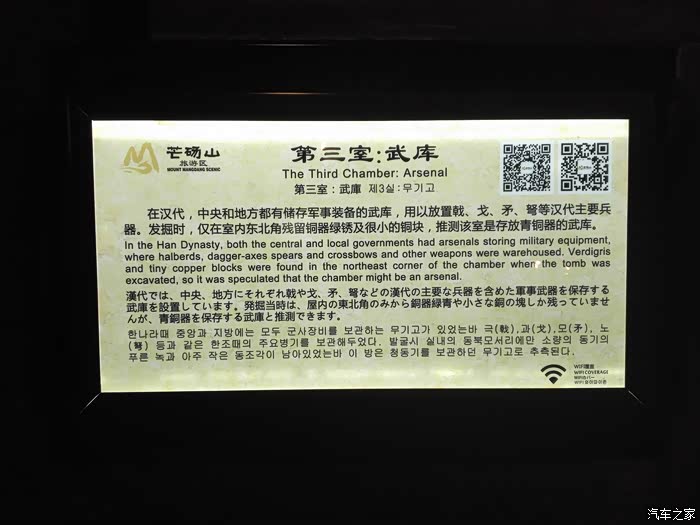 芒砀山
旅游区
MOUNT MANGDANG SCENIC
第三室:武库
The Third Chamber: Arsenal
第三室：武庫 제3실:무기고
在汉代，中央和地方都有储存军事装备的武库，用以放置戟、戈、矛、弩等汉代主要兵
器。发掘时，仅在室内东北角残留铜器绿锈及很小的铜块，推测该室是存放青铜器的武库。
In the Han Dynasty, both the central and local governments had arsenals storing military equipment,
where halberds, dagger-axes spears and crossbows and other weapons were warehoused. Verdigris
and tiny copper blocks were found in the northeast corner of the chamber when the tomb was
excavated, so it was speculated that the chamber might be an arsenal.
漢代では、中央、地方にそれぞれ戟や戈、矛、弩などの漢代の主要な兵器を含めた軍事武器を保存する
武庫を設置しています。発掘当時は、屋内の東北角のみから銅器緑青や小さな銅の塊しか残っていませ
んが、青銅器を保存する武庫と推測できます。
한나라때 중앙과 지방에는 모두 군사장비를 보관하는 무기고가 있었는바 극(戟),과(戈),모(矛), 노
(弩) 등과 같은 한조때의 주요병기를 보관해두었다. 발굴시 실내의 동북모서리에만 소량의 동기의
푸른 녹과 아주 작은 동조각이 남아있었는바 이 방은 청동기를 보관하던 무기고로 추측된다.
WIFI覆盖
WIFI COVERAGE
汽车之家